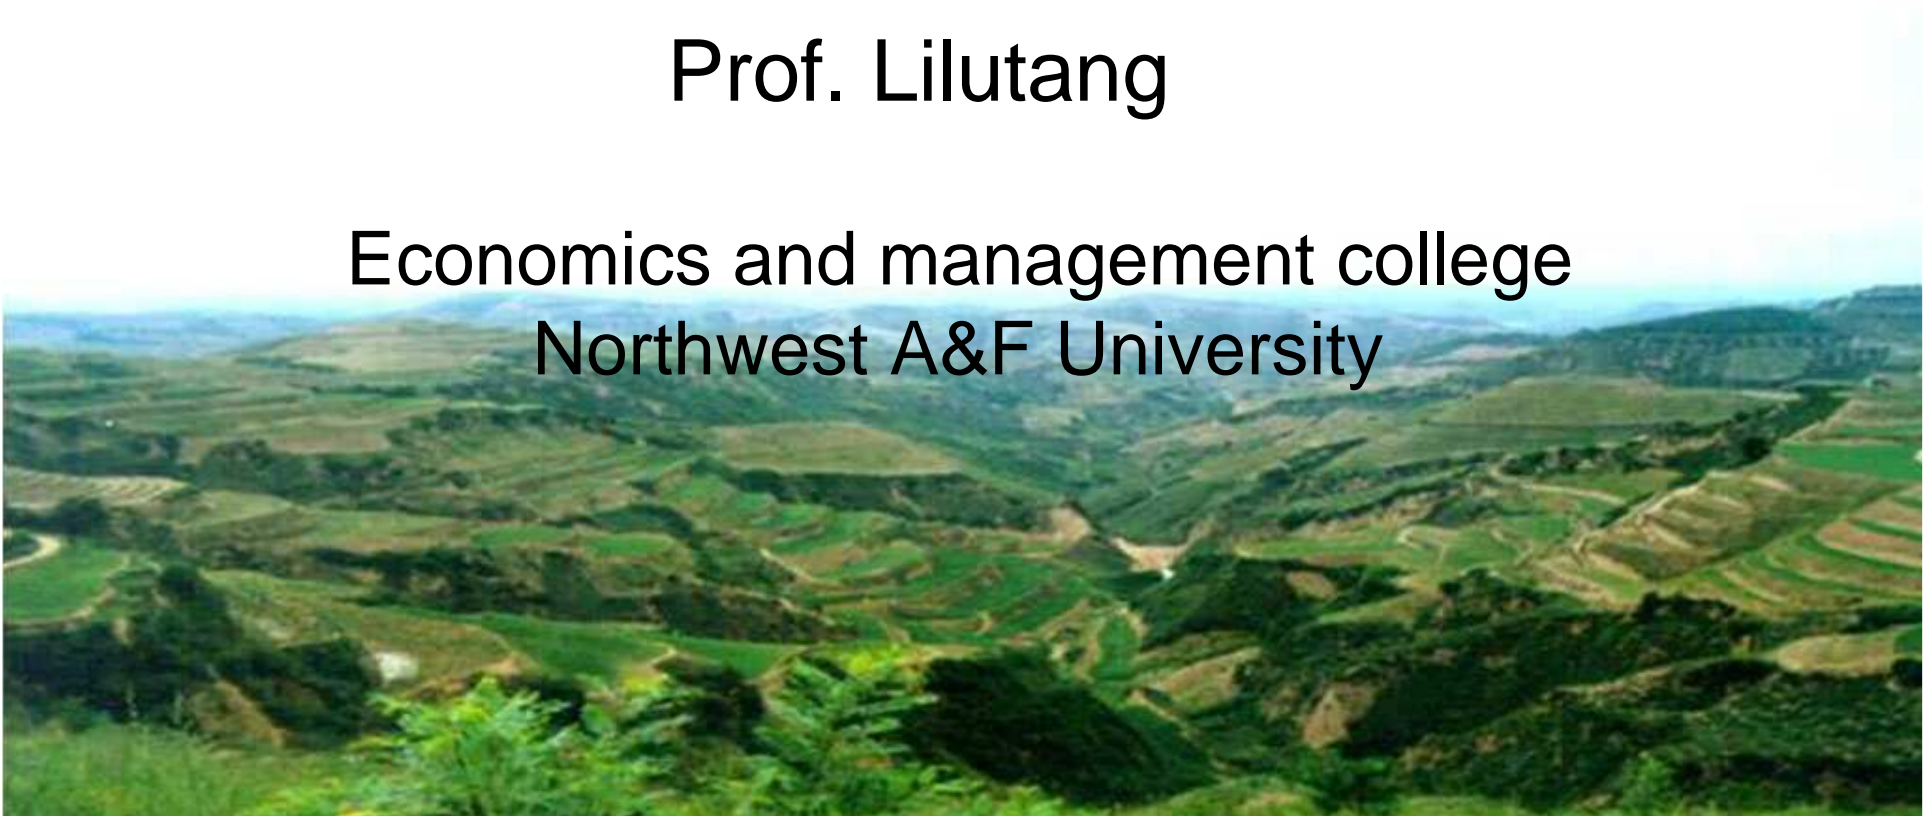 Prof. Lilutang
Economics and management college
Northwest A&F University